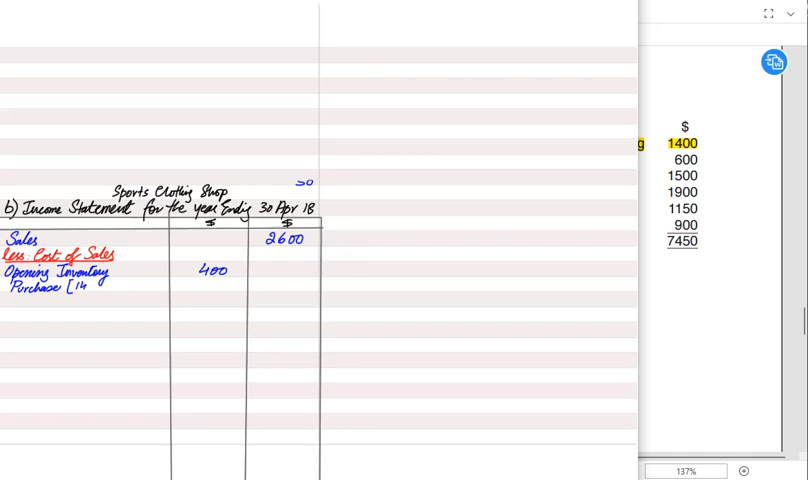 $
g 1400
600
1500
1900
1150
900
7450
Sports Clothing Shop
b) Income Statement for the year Ending 30 Apr 18
$ $
Sales 2600
less: Cost of Sales
Opening Inventory 400
Purchase [14
137%